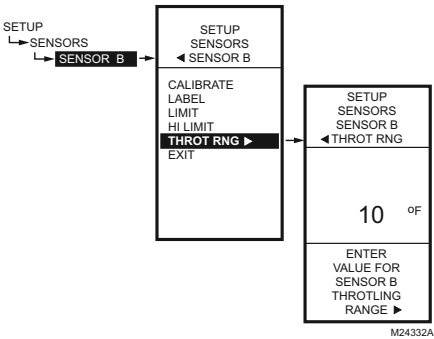 SETUP
SENSORS
SENSOR B
SETUP
SENSORS
◄ SENSOR B
CALIBRATE
LABEL
LIMIT
HI LIMIT
THROT RNG ►
EXIT
SETUP
SENSORS
SENSOR B
◄ THROT RNG
10 ºF
ENTER
VALUE FOR
SENSOR B
THROTLING
RANGE ►
M24332A